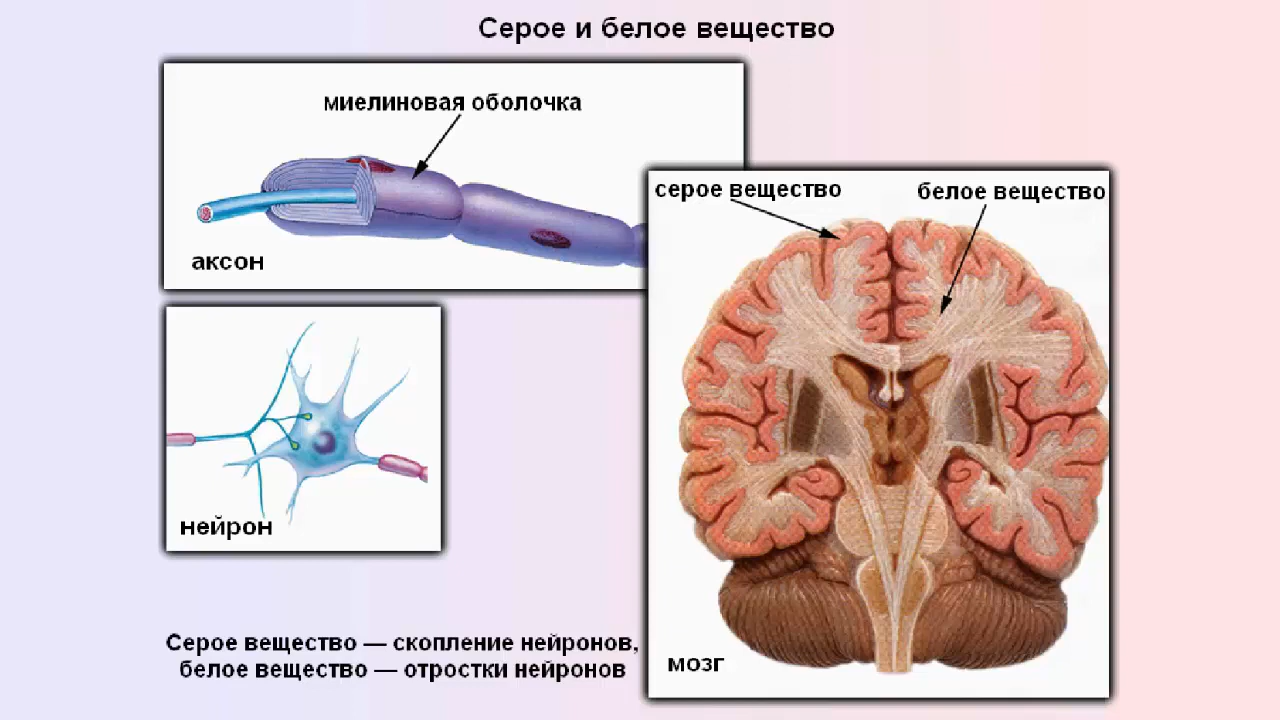 Серое и белое вещество
миелиновая оболочка
аксон
серое вещество
белое вещество
нейрон
мозг
Серое вещество — скопление нейронов,
белое вещество — отростки нейронов